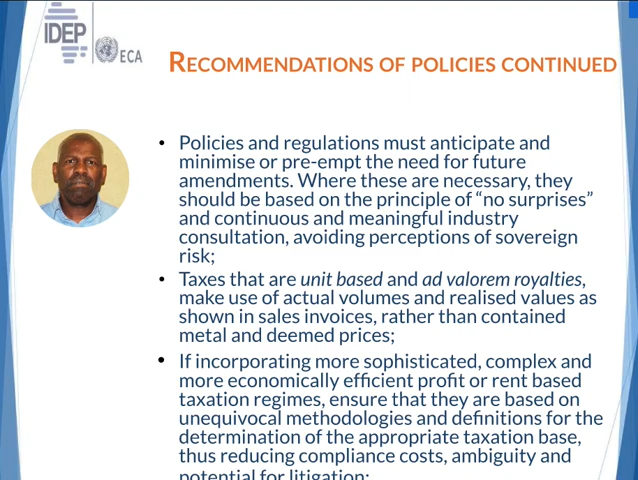 IDEP
ECA
RECOMMENDATIONS OF POLICIES CONTINUED
• Policies and regulations must anticipate and
minimise or pre-empt the need for future
amendments. Where these are necessary, they
should be based on the principle of “no surprises”
and continuous and meaningful industry
consultation, avoiding perceptions of sovereign
risk;
• Taxes that are unit based and ad valorem royalties,
make use of actual volumes and realised values as
shown in sales invoices, rather than contained
metal and deemed prices;
• If incorporating more sophisticated, complex and
more economically efficient profit or rent based
taxation regimes, ensure that they are based on
unequivocal methodologies and definitions for the
determination of the appropriate taxation base,
thus reducing compliance costs, ambiguity and
potential for litigation;